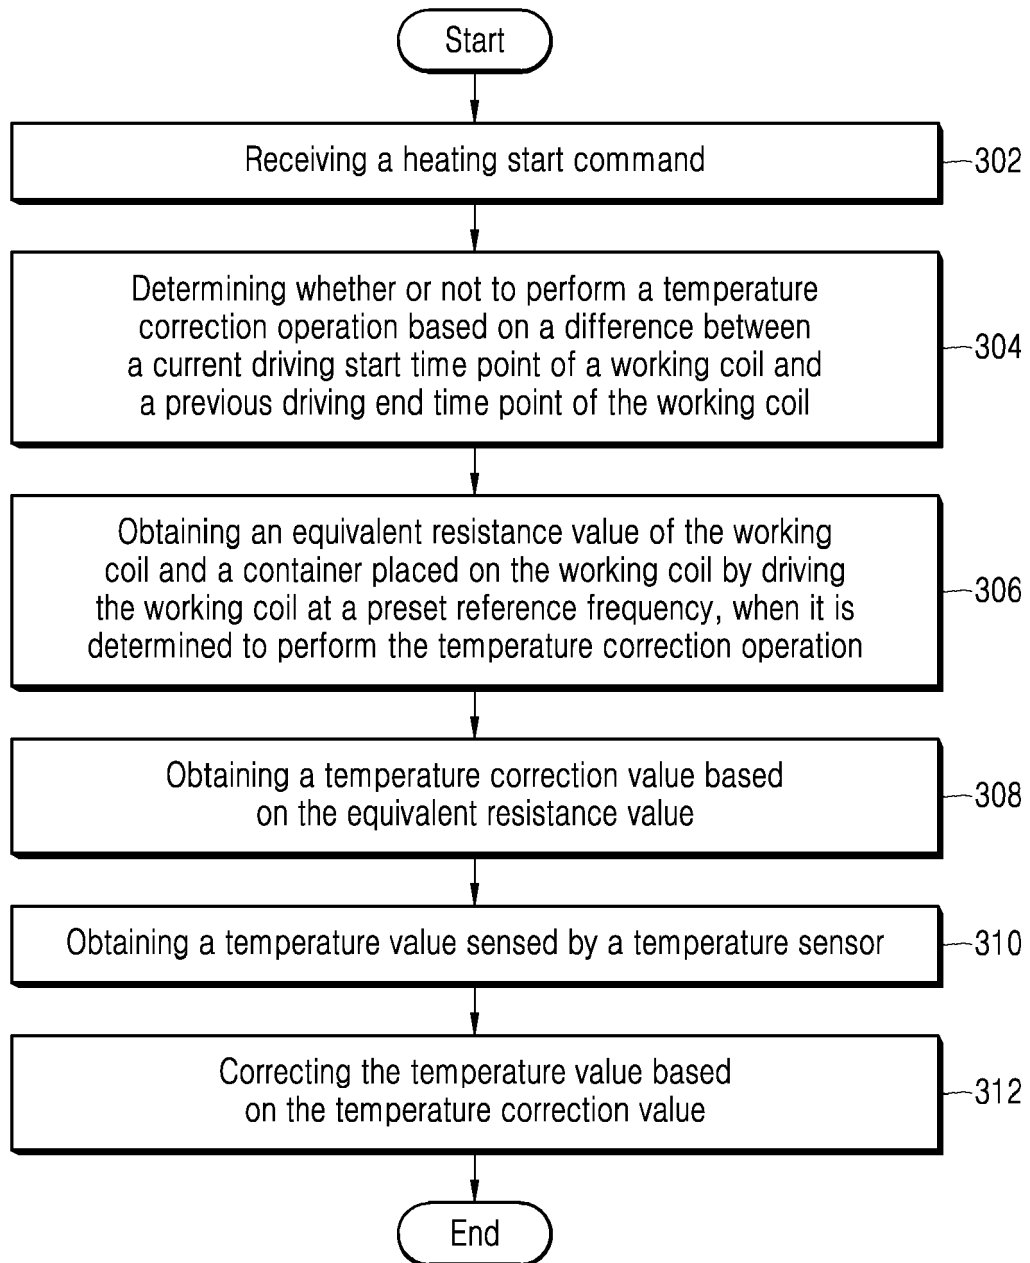 Start
Receiving a heating start command
302
Determining whether or not to perform a temperature
correction operation based on a difference between
a current driving start time point of a working coil and
a previous driving end time point of the working coil
304
Obtaining an equivalent resistance value of the working
coil and a container placed on the working coil by driving
the working coil at a preset reference frequency, when it is
determined to perform the temperature correction operation
306
Obtaining a temperature correction value based
on the equivalent resistance value
308
Obtaining a temperature value sensed by a temperature sensor
310
Correcting the temperature value based
on the temperature correction value
312
End